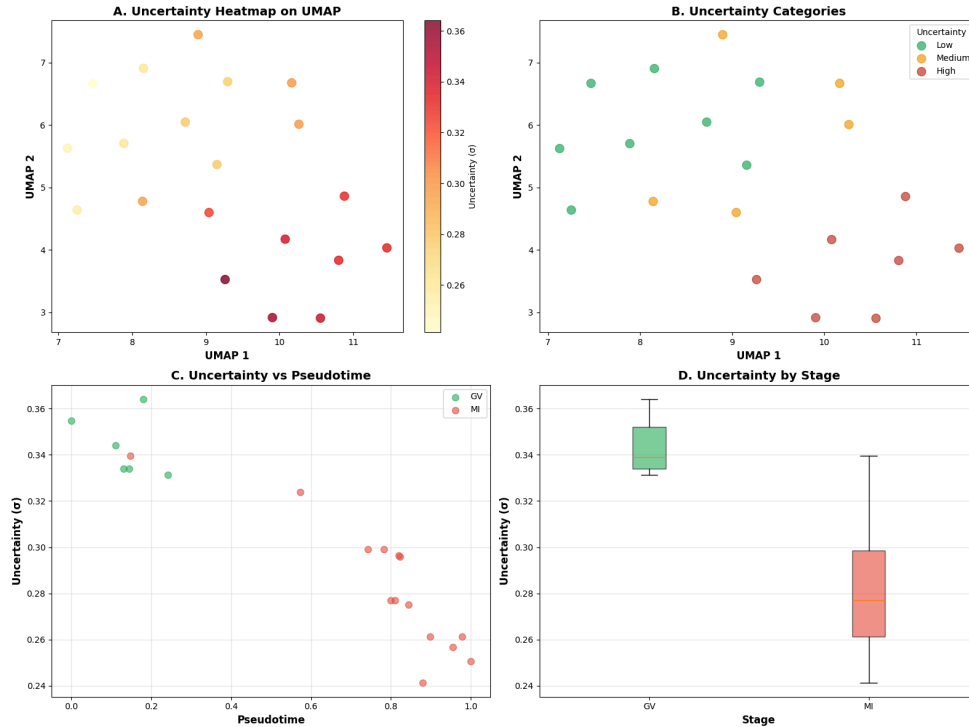 A. Uncertainty Heatmap on UMAP
UMAP 2
7
6
5
4
3
7 8 9 10 11
UMAP 1
0.36
0.34
0.32
0.30
0.28
0.26
Uncertainty (σ)
B. Uncertainty Categories
UMAP 2
7
6
5
4
3
7 8 9 10 11
UMAP 1
Uncertainty
Low
Medium
High
C. Uncertainty vs Pseudotime
Uncertainty (σ)
0.36
0.34
0.32
0.30
0.28
0.26
0.24
0.0 0.2 0.4 0.6 0.8 1.0
Pseudotime
GV
MI
D. Uncertainty by Stage
Uncertainty (σ)
0.36
0.34
0.32
0.30
0.28
0.26
0.24
GV MI
Stage